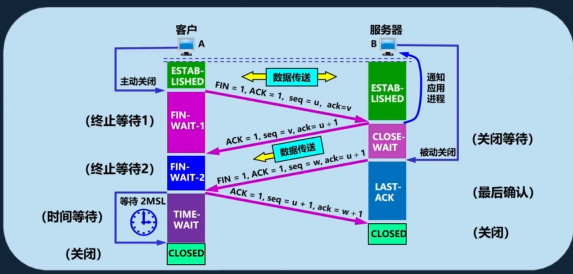 客户
服务器
A
B
ESTAB-
LISHED
数据传送
ESTAB-
LISHED
通知
应用
进程
主动关闭
FIN = 1, ACK = 1, seq = u, ack=v
(终止等待1)
FIN-
WAIT-1
ACK = 1, seq = v, ack= u + 1
CLOSE-
WAIT
(关闭等待)
数据传送
被动关闭
(终止等待2)
FIN-
WAIT-2
FIN = 1, ACK = 1, seq = w, ack= u + 1
LAST-
ACK
(最后确认)
等待 2MSL
ACK = 1, seq = u + 1, ack = w + 1
(时间等待)
TIME-
WAIT
CLOSED
(关闭)
(关闭)
CLOSED